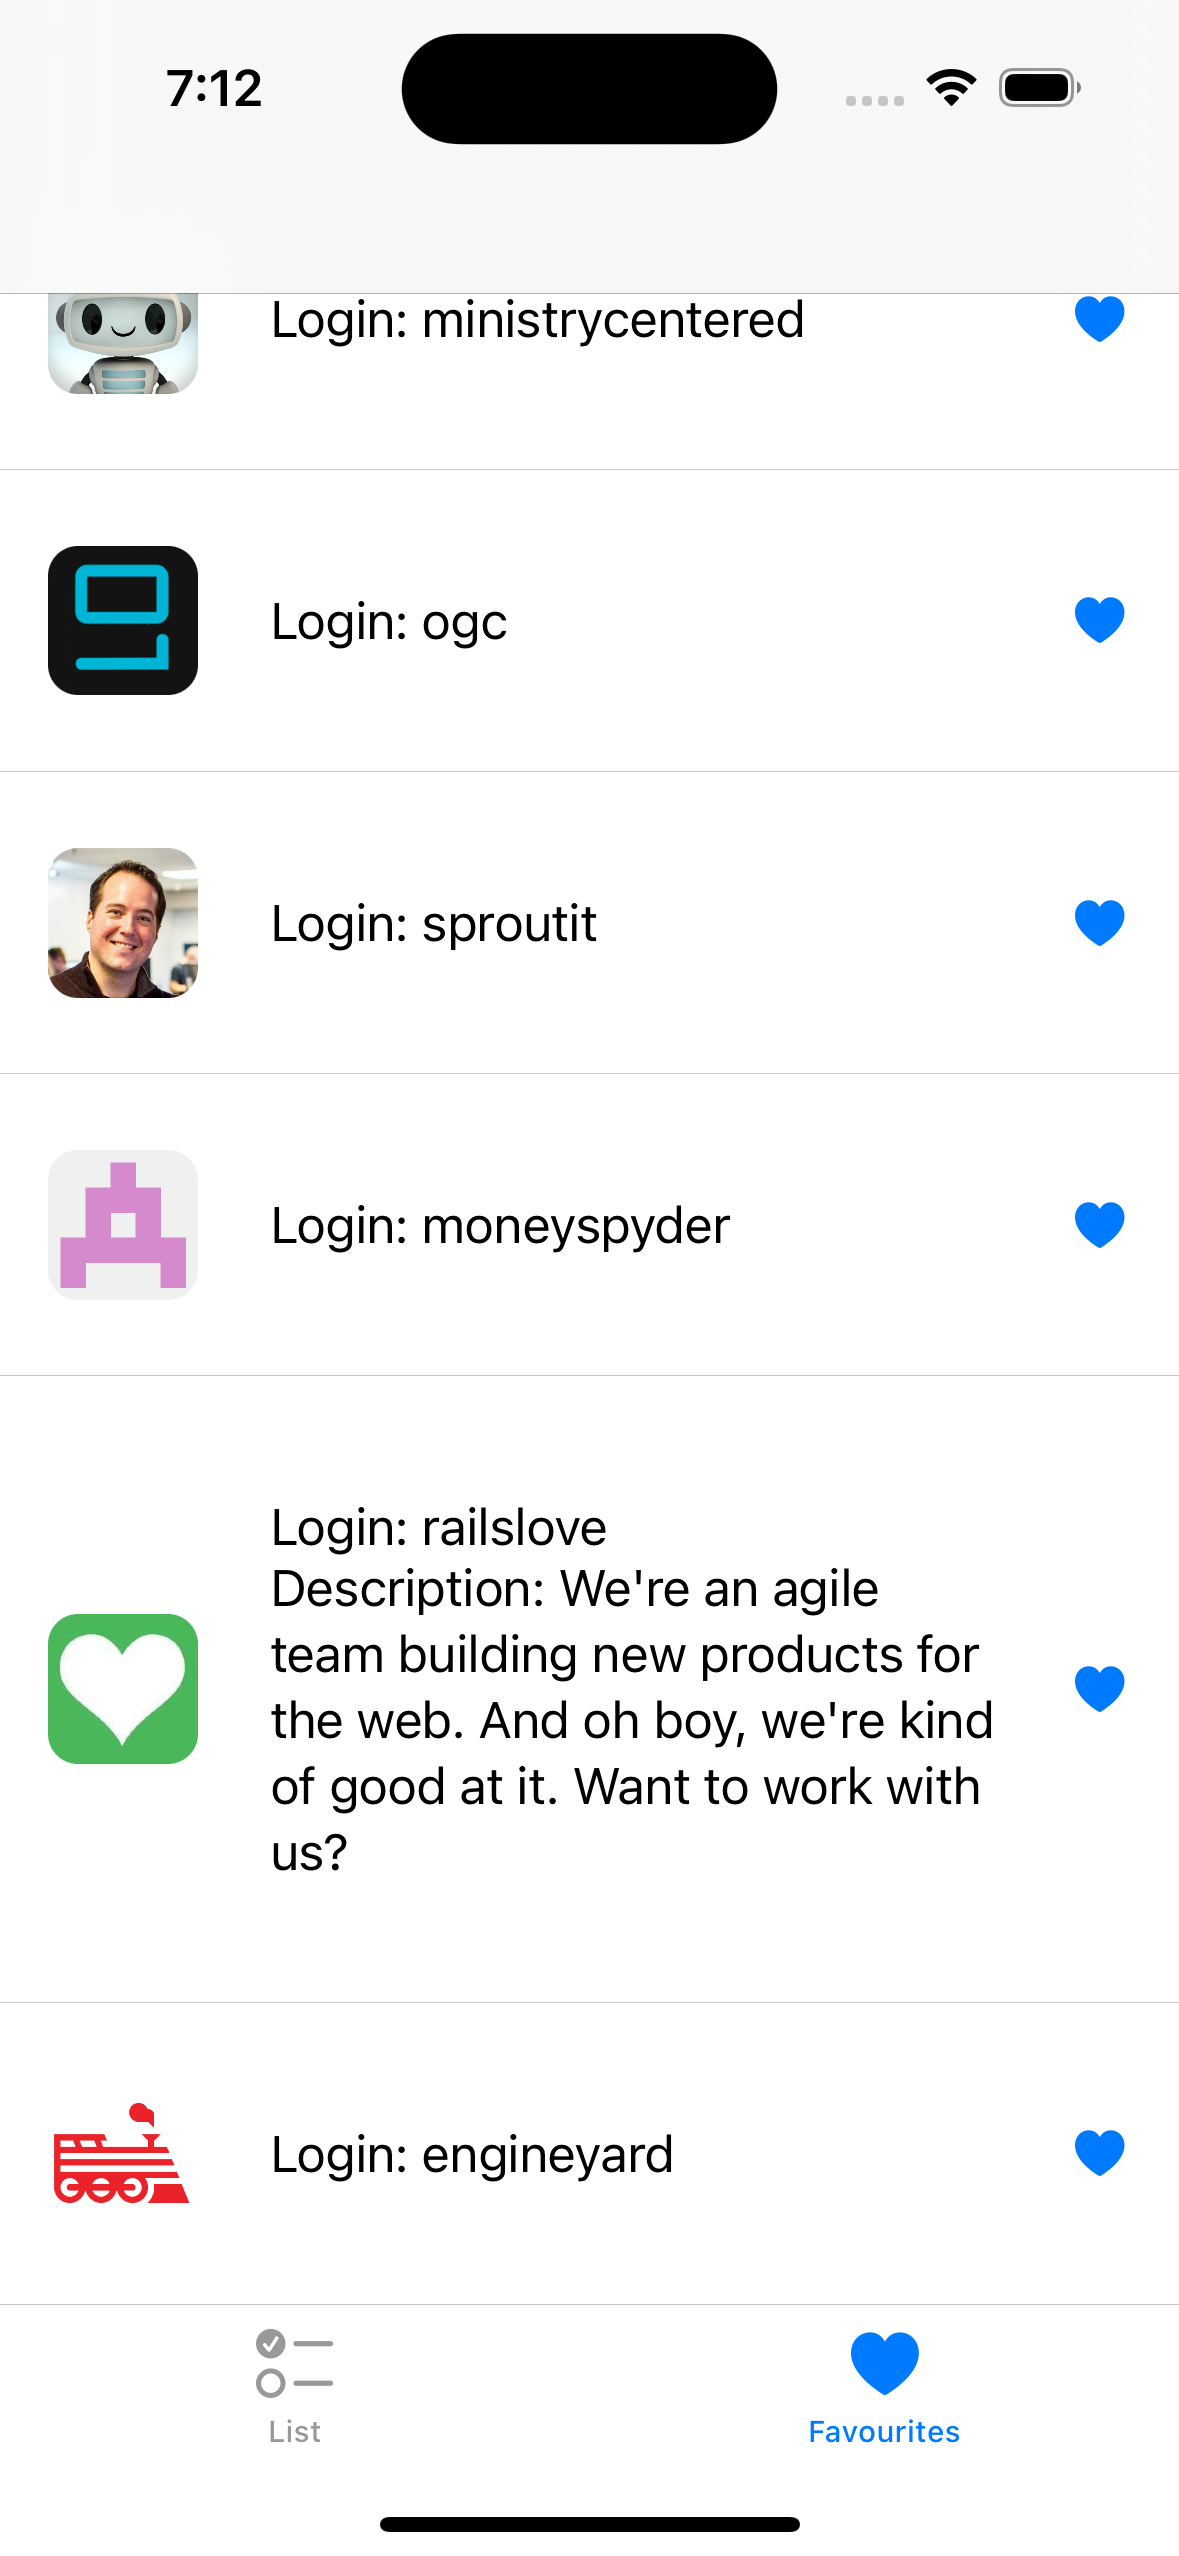 7:12
Login: ministrycentered
Login: ogc
Login: sproutit
Login: moneyspyder
Login: railslove
Description: We're an agile
team building new products for
the web. And oh boy, we're kind
of good at it. Want to work with
us?
Login: engineyard
List
Favourites